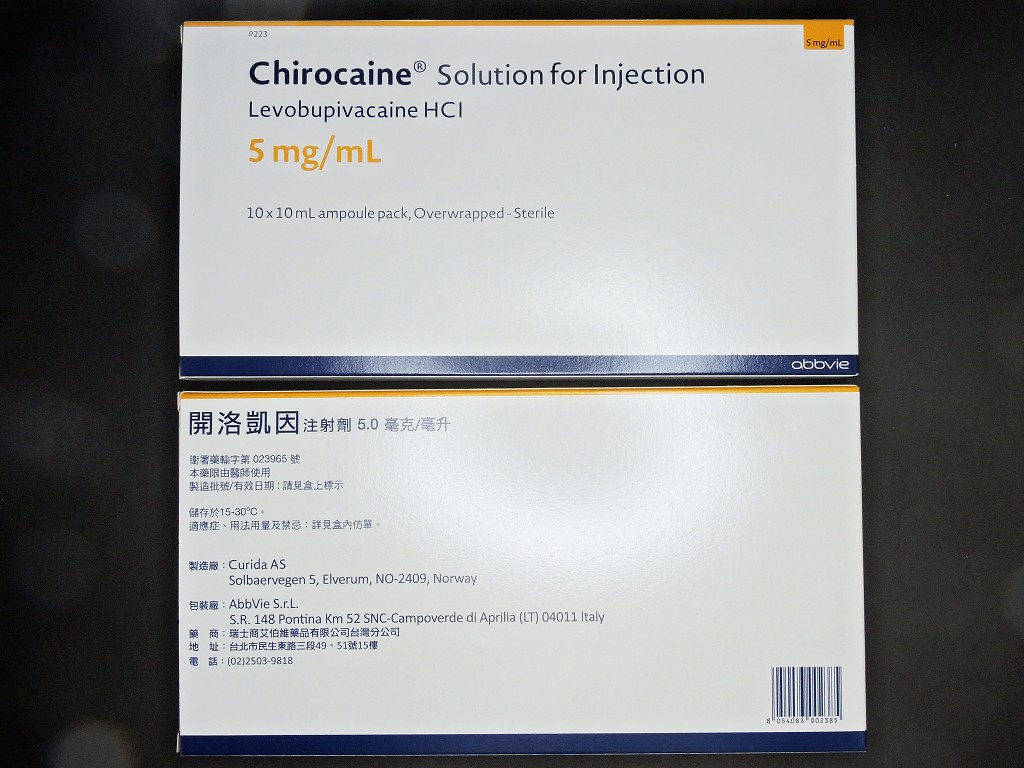 P223
5 mg/mL
Chirocaine® Solution for Injection
Levobupivacaine HCl
5 mg/mL
10 x 10 mL ampoule pack, Overwrapped - Sterile
abbvie
開洛凱因注射劑 5.0 毫克/毫升
衛署藥輸字第 023965 號
本藥限由醫師使用
製造批號/有效日期：請見盒上標示
儲存於15-30°C。
適應症、用法用量及禁忌：詳見盒內仿單。
製造廠：Curida AS
Solbaervegen 5, Elverum, NO-2409, Norway
包裝廠：AbbVie S.r.L.
S.R. 148 Pontina Km 52 SNC-Campoverde di Aprilia (LT) 04011 Italy
藥　商：瑞士商艾伯維藥品有限公司台灣分公司
地　址：台北市民生東路三段49、51號15樓
電　話：(02)2503-9818
8 054083 002385